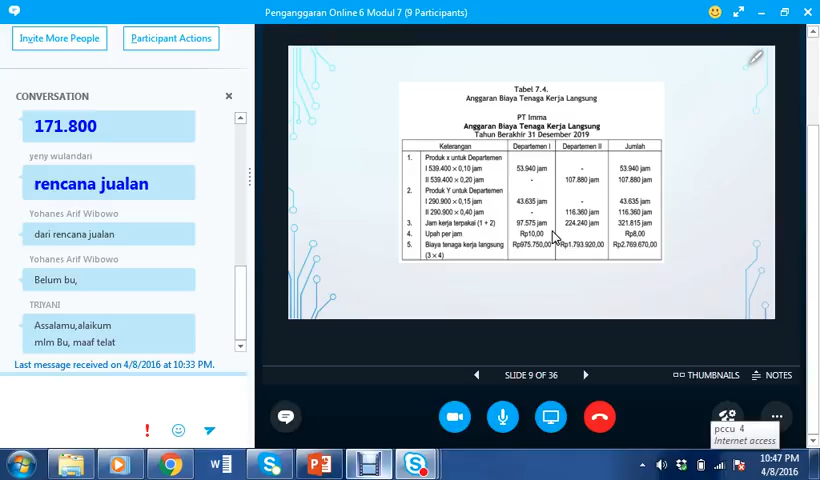 Penganggaran Online 6 Modul 7 (9 Participants)
Invite More People
Participant Actions
CONVERSATION
171.800
yeny wulandari
rencana jualan
Yohanes Arif Wibowo
dari rencana jualan
Yohanes Arif Wibowo
Belum bu,
TRIYANI
Assalamu,alaikum
mlm Bu, maaf telat
Last message received on 4/8/2016 at 10:33 PM.
Tabel 7.4.
Anggaran Biaya Tenaga Kerja Langsung
PT Imma
Anggaran Biaya Tenaga Kerja Langsung
Tahun Berakhir 31 Desember 2019
Keterangan Departemen I Departemen II Jumlah
1. Produk x untuk Departemen
I 539.400 × 0,10 jam 53.940 jam - 53.940 jam
II 539.400 × 0,20 jam - 107.880 jam 107.880 jam
2. Produk Y untuk Departemen
I 290.900 × 0,15 jam 43.635 jam - 43.635 jam
II 290.900 × 0,40 jam - 116.360 jam 116.360 jam
3. Jam kerja terpakai (1 + 2) 97.575 jam 224.240 jam 321.815 jam
4. Upah per jam Rp10,00 Rp8,00
5. Biaya tenaga kerja langsung Rp975.750,00 Rp1.793.920,00 Rp2.769.670,00
(3 × 4)
SLIDE 9 OF 36
THUMBNAILS
NOTES
pccu 4
Internet access
10:47 PM
4/8/2016